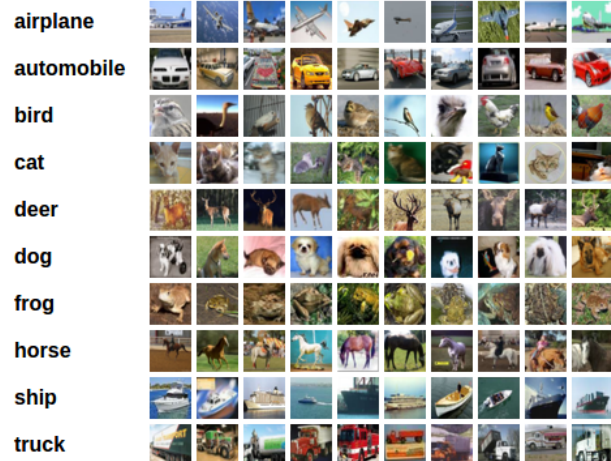 airplane
automobile
bird
cat
deer
dog
frog
horse
ship
truck